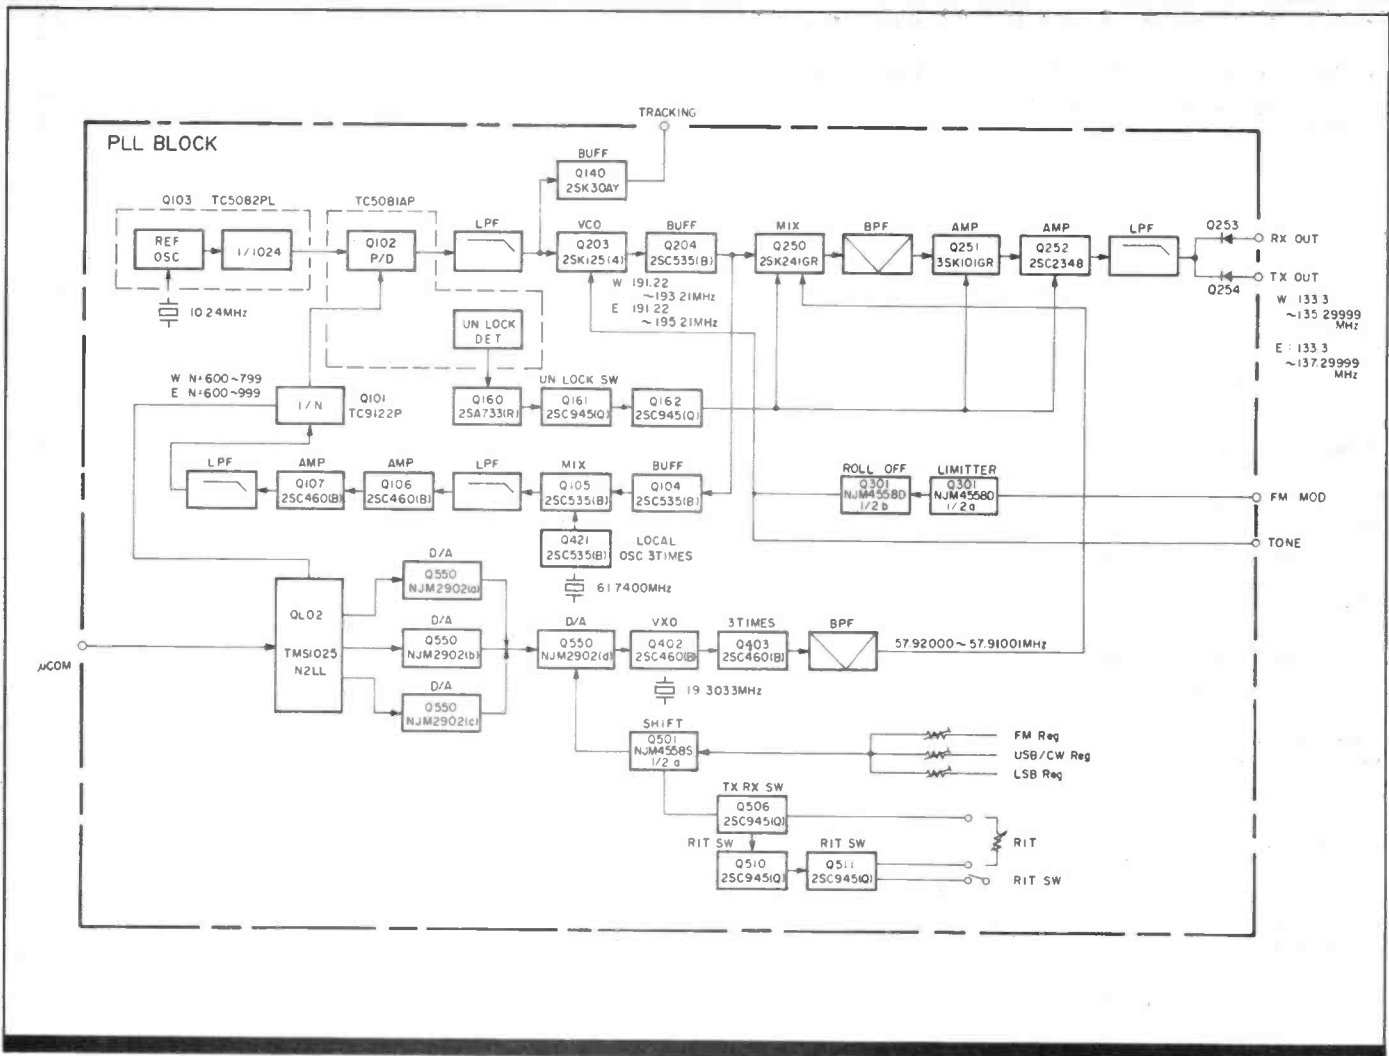 TRACKING
PLL BLOCK
BUFF
Q140
2SK30AY
Q103 TC5082PL
TC5081AP
REF
OSC
1/1024
Q102
P/D
LPF
VCO
Q203
2SK125(4)
BUFF
Q204
2SC535(B)
MIX
Q250
2SK241GR
BPF
AMP
Q251
3SK101GR
AMP
Q252
2SC2348
LPF
Q253
RX OUT
TX OUT
Q254
W 133.3
~135.29999
MHz
E : 133.3
~137.29999
MHz
10.24MHz
W 191.22
~193.21MHz
E 191.22
~195.21MHz
UN LOCK
DET
W N=600~799
E N=600~999
1/N
Q101
TC9122P
Q160
2SA733(R)
UN LOCK SW
Q161
2SC945(Q)
Q162
2SC945(Q)
LPF
AMP
Q107
2SC460(B)
AMP
Q106
2SC460(B)
LPF
MIX
Q105
2SC535(B)
BUFF
Q104
2SC535(B)
ROLL OFF
Q301
NJM4558D
1/2 b
LIMITTER
Q301
NJM4558D
1/2 a
FM MOD
Q421
2SC535(B)
LOCAL
OSC 3TIMES
TONE
61.7400MHz
D/A
Q550
NJM2902(a)
QL02
TMS1025
N2LL
μCOM
D/A
Q550
NJM2902(b)
D/A
Q550
NJM2902(c)
D/A
Q550
NJM2902(d)
VXO
Q402
2SC460(B)
3TIMES
Q403
2SC460(B)
BPF
57.92000~57.91001MHz
19.3033MHz
SHIFT
Q501
NJM4558S
1/2 a
FM Reg
USB/CW Reg
LSB Reg
TX RX SW
Q506
2SC945(Q)
RIT SW
Q510
2SC945(Q)
RIT SW
Q511
2SC945(Q)
RIT
RIT SW